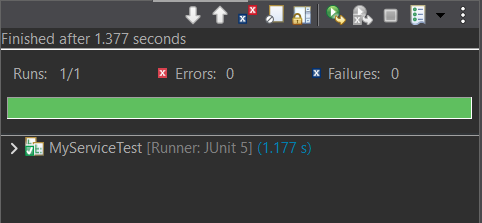 Finished after 1.377 seconds
Runs: 1/1 Errors: 0 Failures: 0
MyServiceTest [Runner: JUnit 5] (1.177 s)